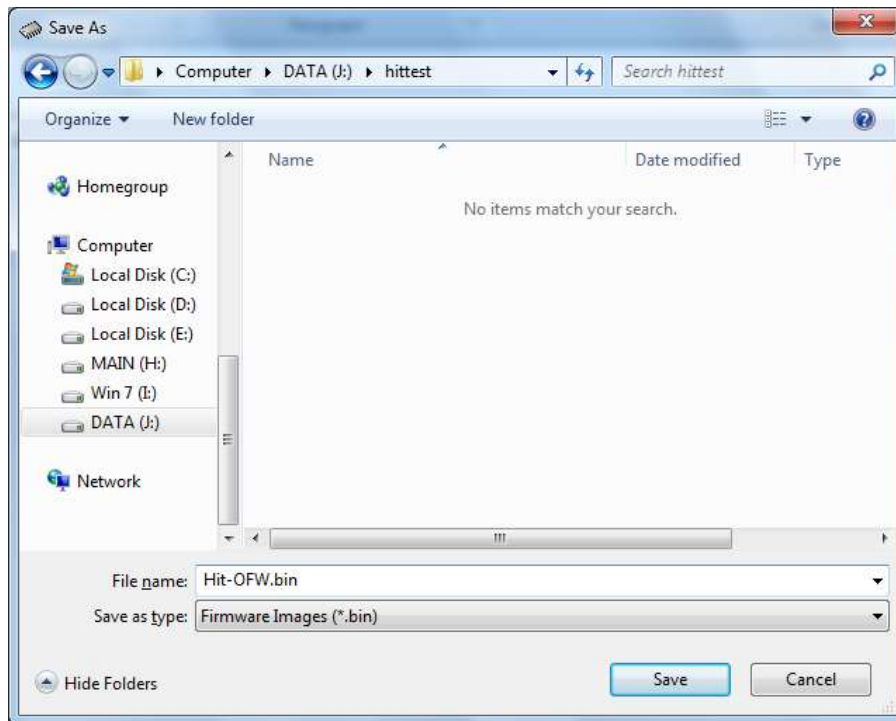 Save As
Computer DATA (J:) hittest Search hittest
Organize New folder
Name Date modified Type
No items match your search.
Homegroup
Computer
Local Disk (C:)
Local Disk (D:)
Local Disk (E:)
MAIN (H:)
Win 7 (I:)
DATA (J:)
Network
File name: Hit-OFW.bin
Save as type: Firmware Images (*.bin)
Hide Folders Save Cancel